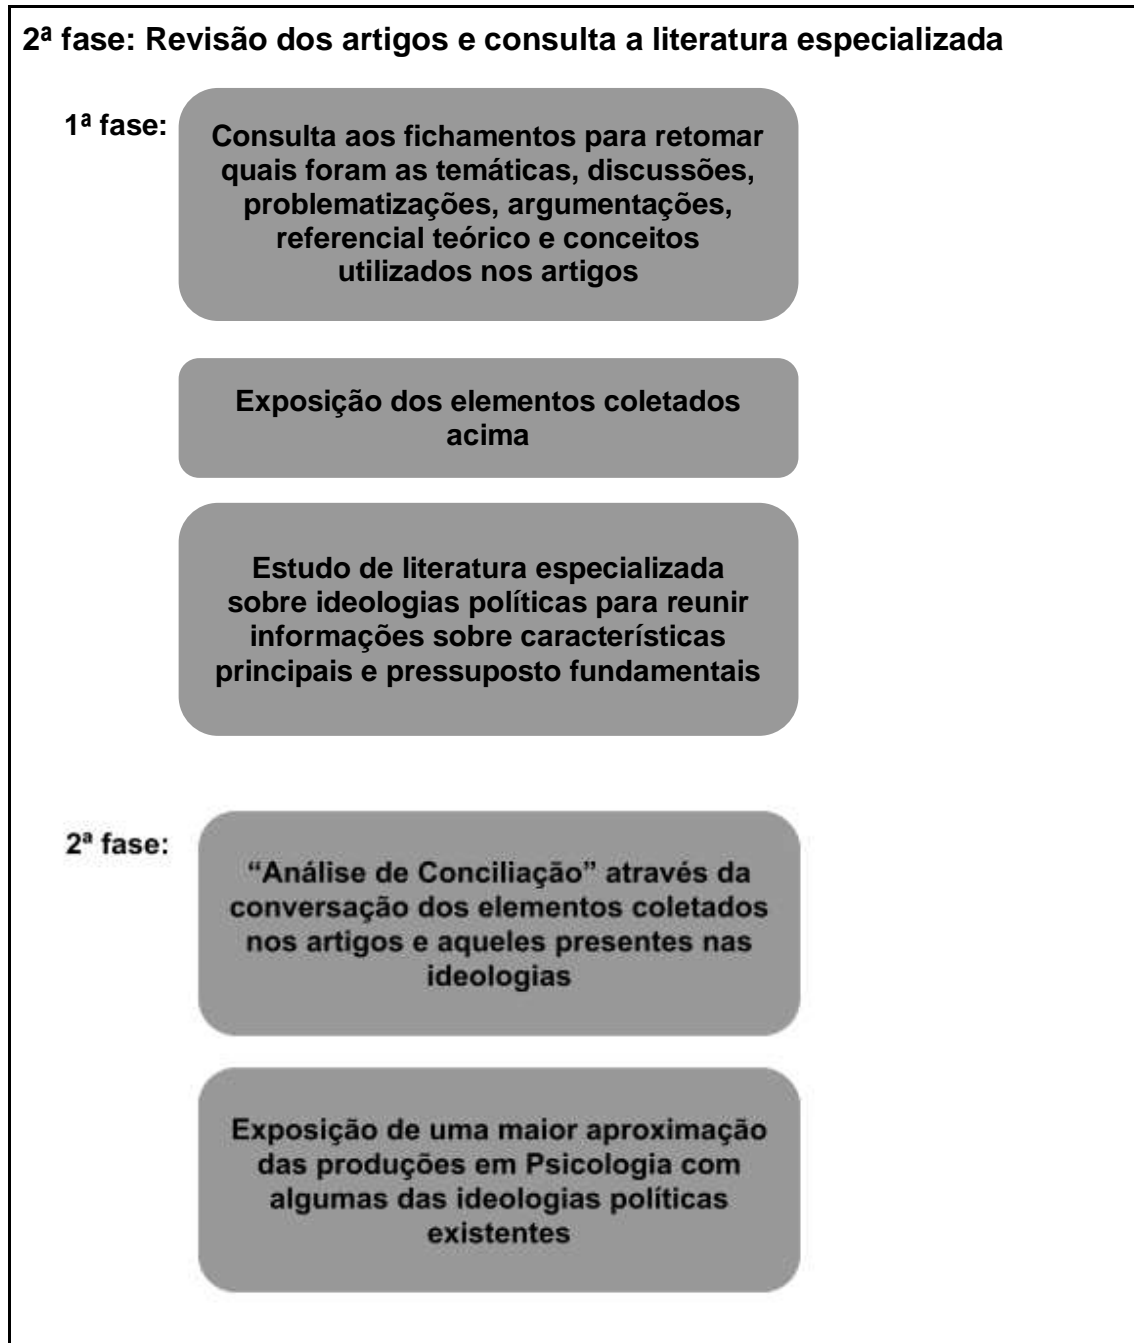 2ª fase: Revisão dos artigos e consulta a literatura especializada
1ª fase:
Consulta aos fichamentos para retomar
quais foram as temáticas, discussões,
problematizações, argumentações,
referencial teórico e conceitos
utilizados nos artigos
Exposição dos elementos coletados
acima
Estudo de literatura especializada
sobre ideologias políticas para reunir
informações sobre características
principais e pressuposto fundamentais
2ª fase:
“Análise de Conciliação” através da
conversação dos elementos coletados
nos artigos e aqueles presentes nas
ideologias
Exposição de uma maior aproximação
das produções em Psicologia com
algumas das ideologias políticas
existentes